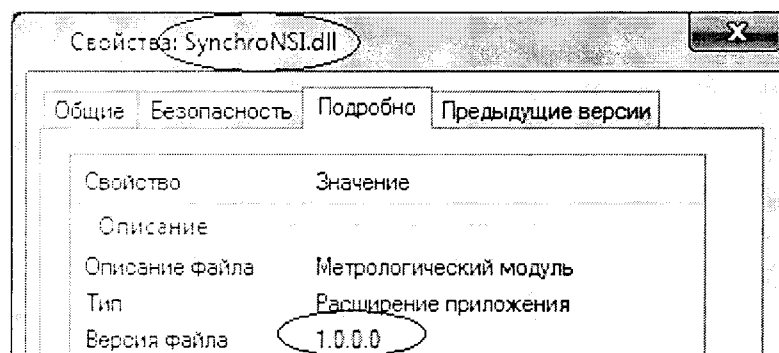 Свойства: SynchroNSI.dll
Общие Безопасность Подробно Предыдущие версии
Свойство Значение
Описание
Описание файла Метрологический модуль
Тип Расширение приложения
Версия файла 1.0.0.0